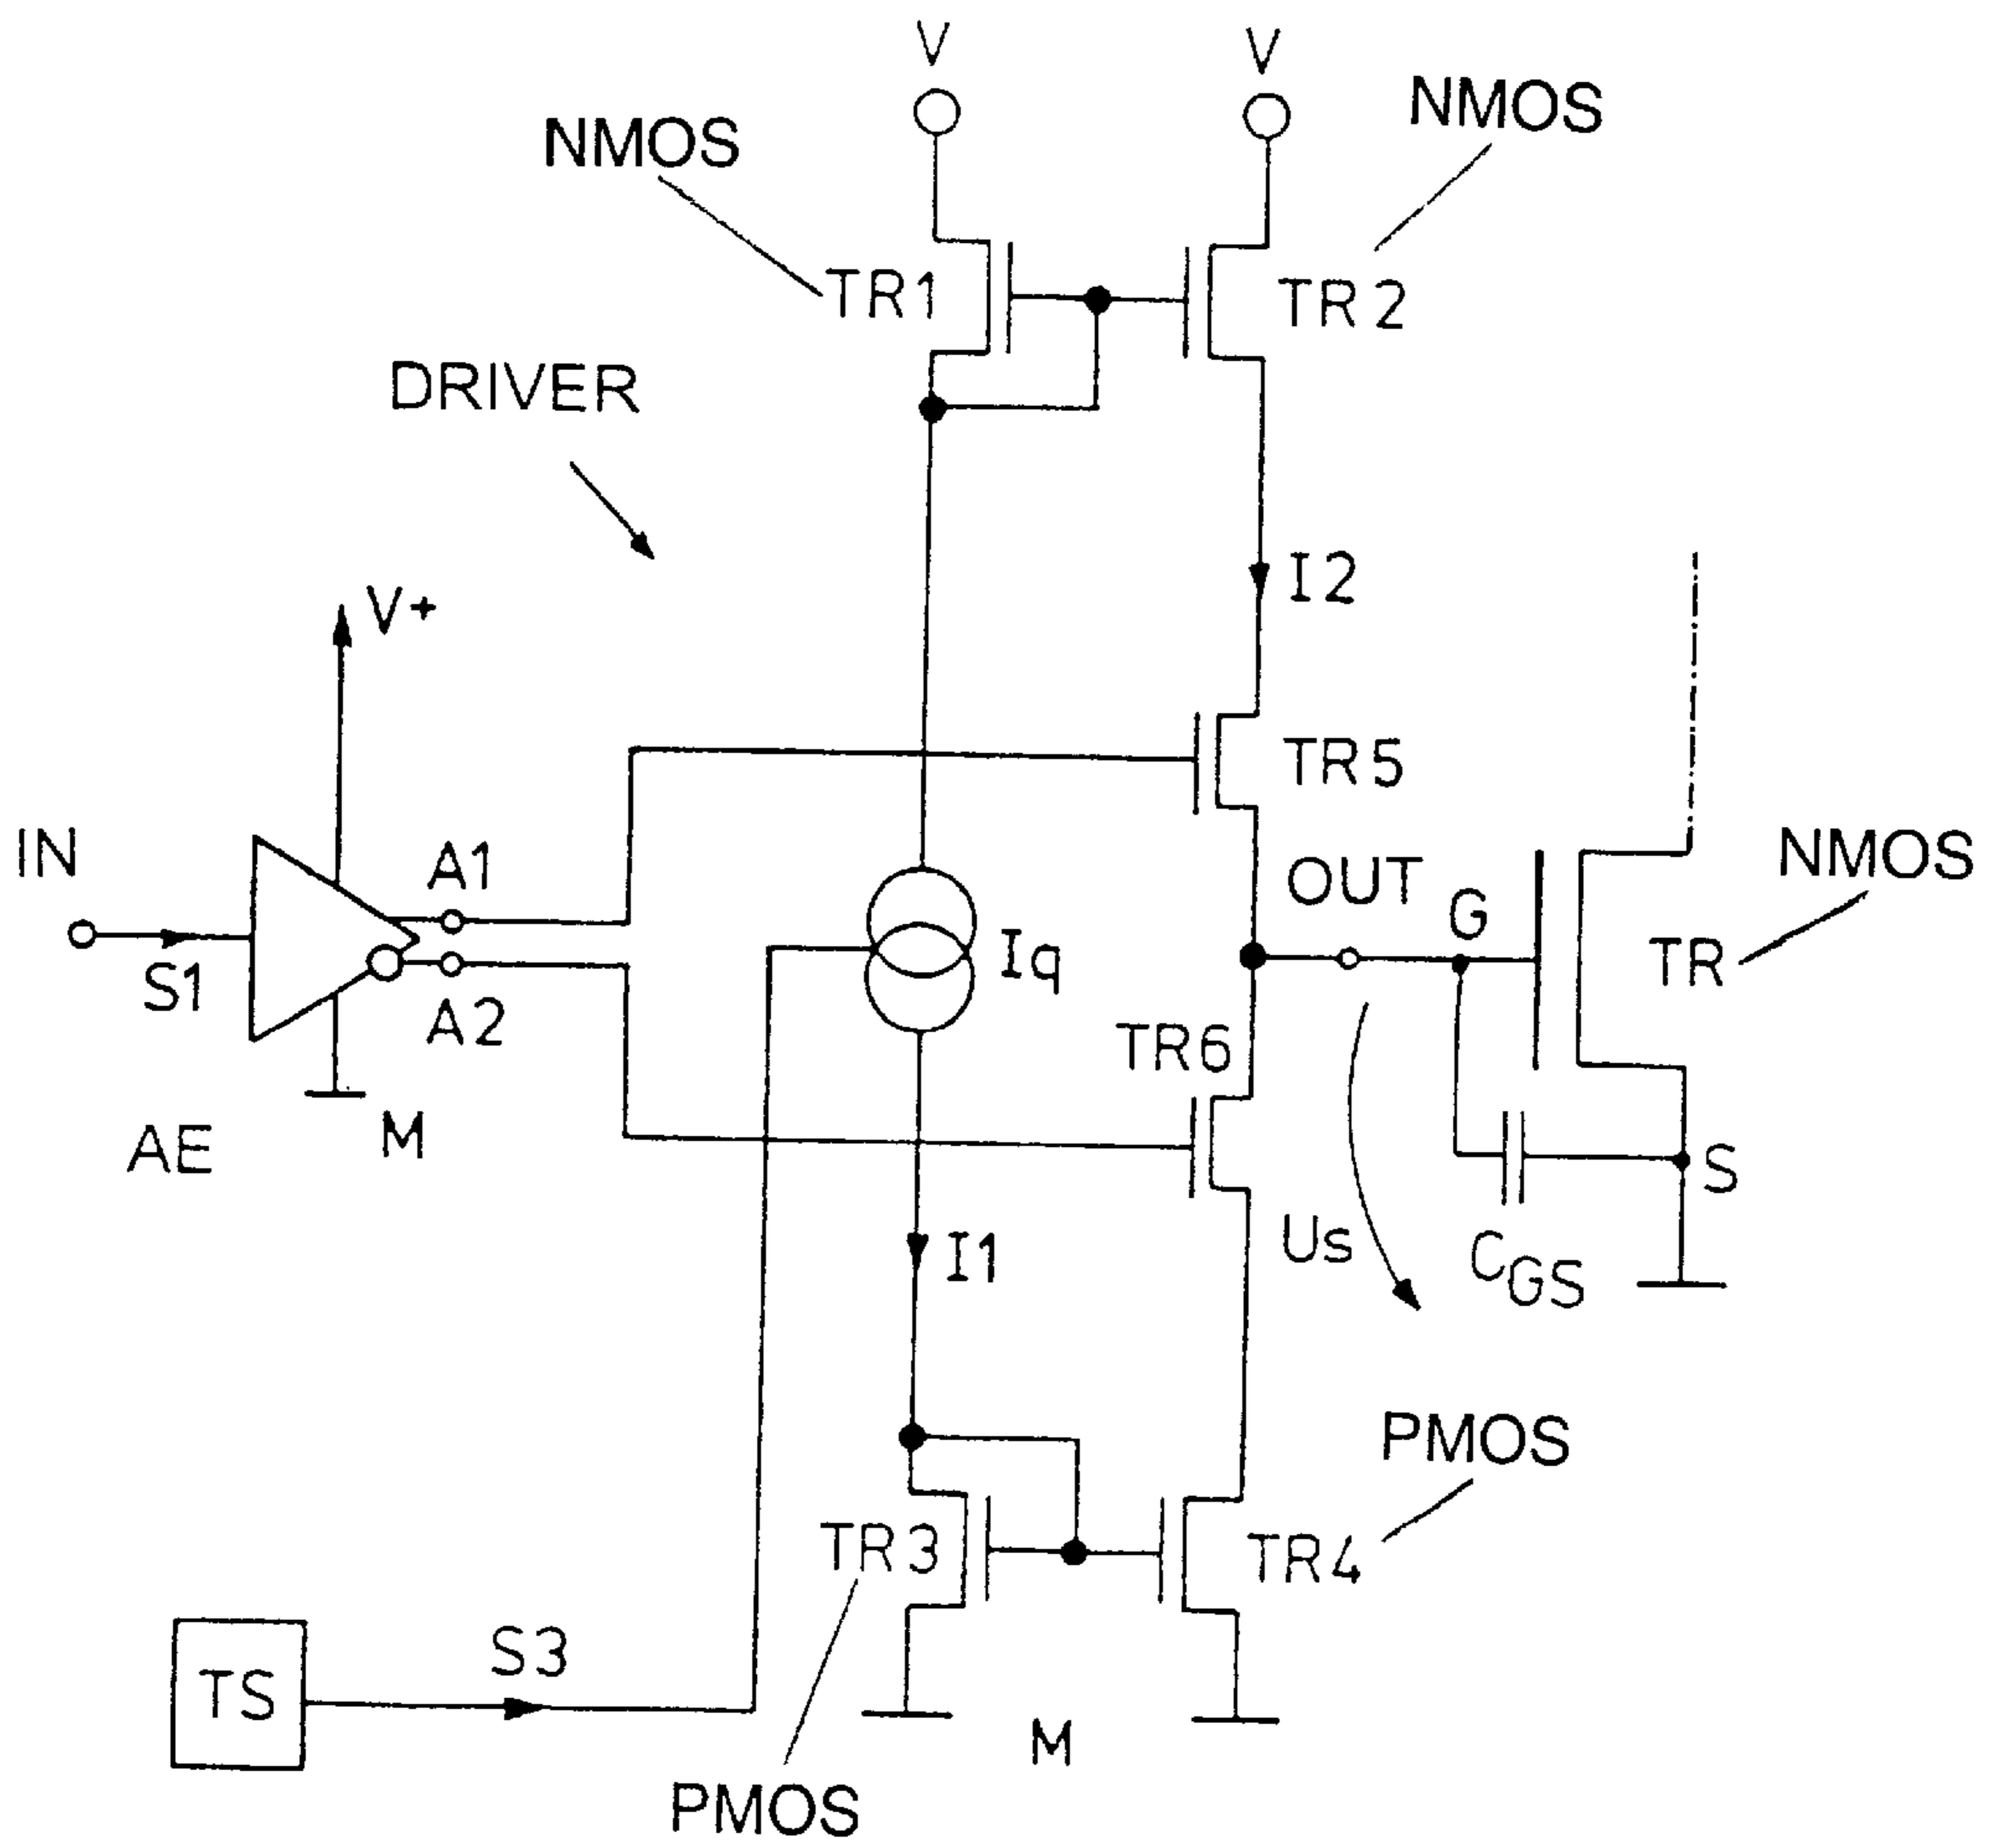 V
V
NMOS
NMOS
TR1
TR2
DRIVER
I2
V+
TR5
IN
A1
OUT
G
NMOS
TR
S1
A2
Iq
TR6
AE
M
S
I1
Us
CGS
PMOS
TR3
TR4
TS
S3
M
PMOS